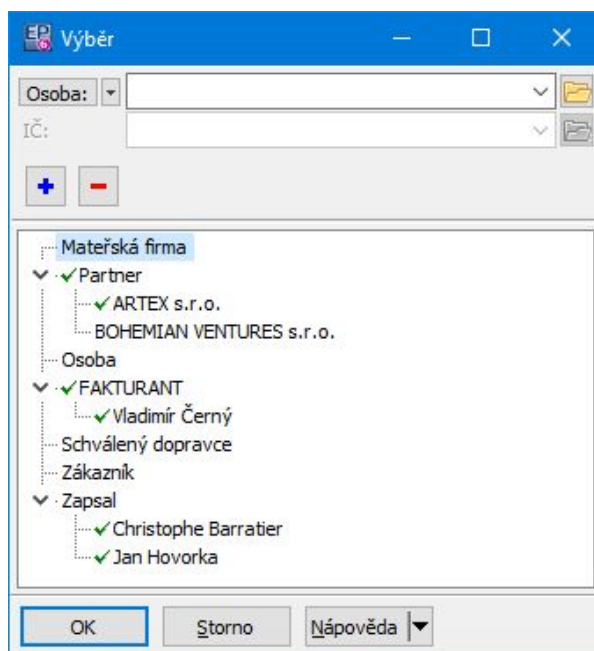 Výběr
Osoba:
IČ:
Mateřská firma
Partner
ARTEX s.r.o.
BOHEMIAN VENTURES s.r.o.
Osoba
FAKTURANT
Vladimír Černý
Schválený dopravce
Zákazník
Zapsal
Christophe Barratier
Jan Hovorka
OK Storno Nápověda